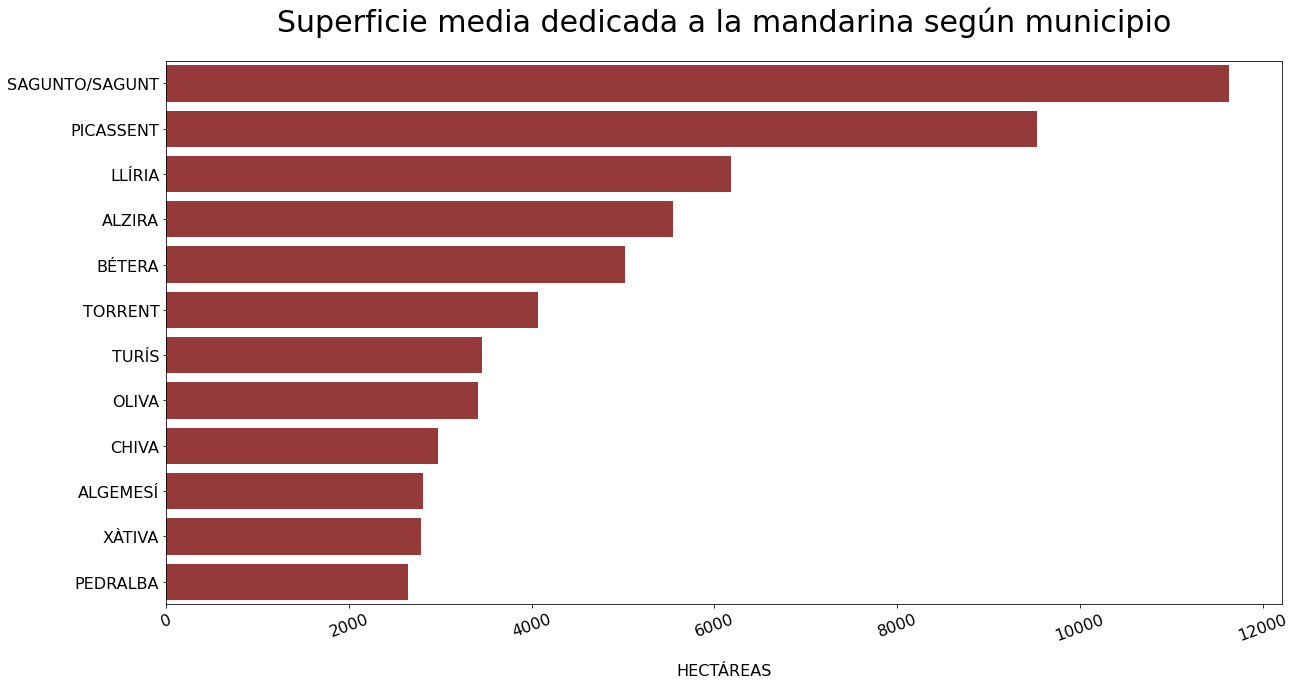 Superficie media dedicada a la mandarina según municipio
SAGUNTO/SAGUNT
PICASSENT
LLÍRIA
ALZIRA
BÉTERA
TORRENT
TURÍS
OLIVA
CHIVA
ALGEMESÍ
XÀTIVA
PEDRALBA
0 2000 4000 6000 8000 10000 12000
HECTÁREAS